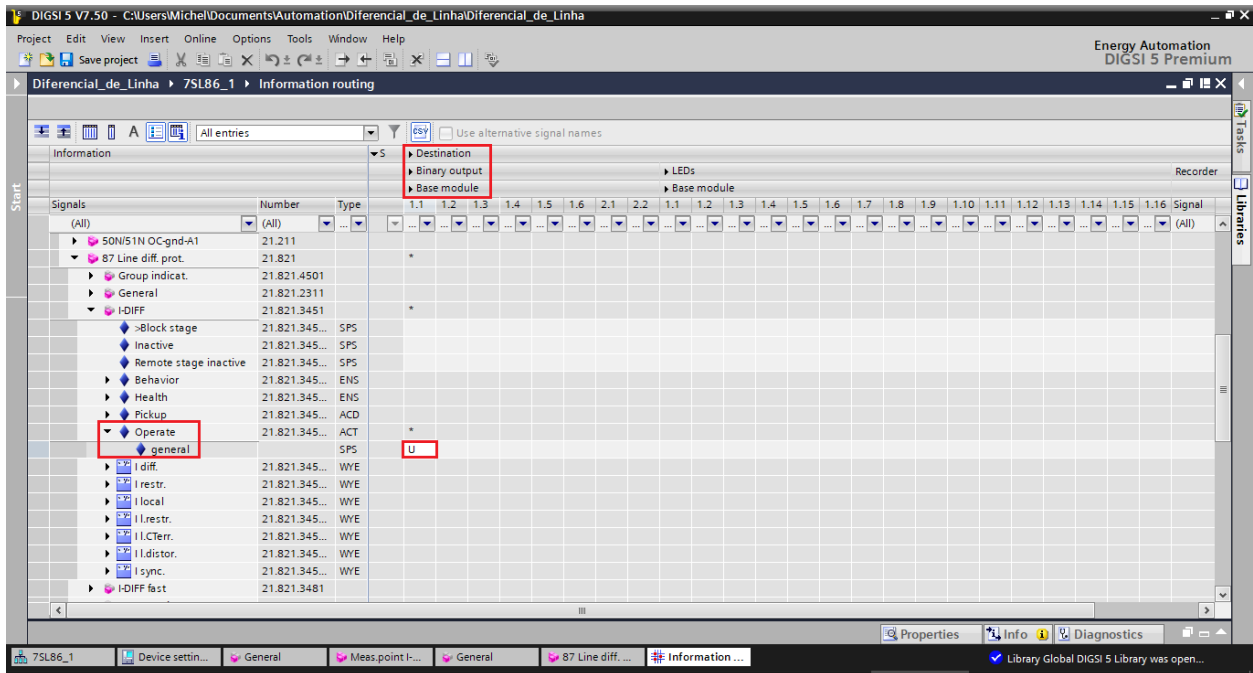 DIGSI 5 V7.50 - C:\Users\Michel\Documents\Automation\Diferencial_de_Linha\Diferencial_de_Linha
Project Edit View Insert Online Options Tools Window Help
Energy Automation
DIGSI 5 Premium
Save project
Diferencial_de_Linha 7SL86_1 Information routing
A All entries CSV Use alternative signal names
Information S Destination
Binary output LEDs Recorder
Base module Base module
Signals Number Type 1.1 1.2 1.3 1.4 1.5 1.6 2.1 2.2 1.1 1.2 1.3 1.4 1.5 1.6 1.7 1.8 1.9 1.10 1.11 1.12 1.13 1.14 1.15 1.16 Signal
(All) (All) ... ... ... ... ... ... ... ... ... ... ... ... ... ... ... ... ... ... ... ... ... ... ... ... ... (All)
50N/51N OC-gnd-A1 21.211
87 Line diff. prot. 21.821 *
Group indicat. 21.821.4501
General 21.821.2311
I-DIFF 21.821.3451 *
>Block stage 21.821.345... SPS
Inactive 21.821.345... SPS
Remote stage inactive 21.821.345... SPS
Behavior 21.821.345... ENS
Health 21.821.345... ENS
Pickup 21.821.345... ACD
Operate 21.821.345... ACT *
general SPS U
I diff. 21.821.345... WYE
I restr. 21.821.345... WYE
I local 21.821.345... WYE
I I.restr. 21.821.345... WYE
I I.CTerr. 21.821.345... WYE
I I.distor. 21.821.345... WYE
I sync. 21.821.345... WYE
I-DIFF fast 21.821.3481
Properties Info Diagnostics
7SL86_1 Device settin... General Meas.point I-... General 87 Line diff. ... Information ... Library Global DIGSI 5 Library was open...
Start
Tasks
Libraries